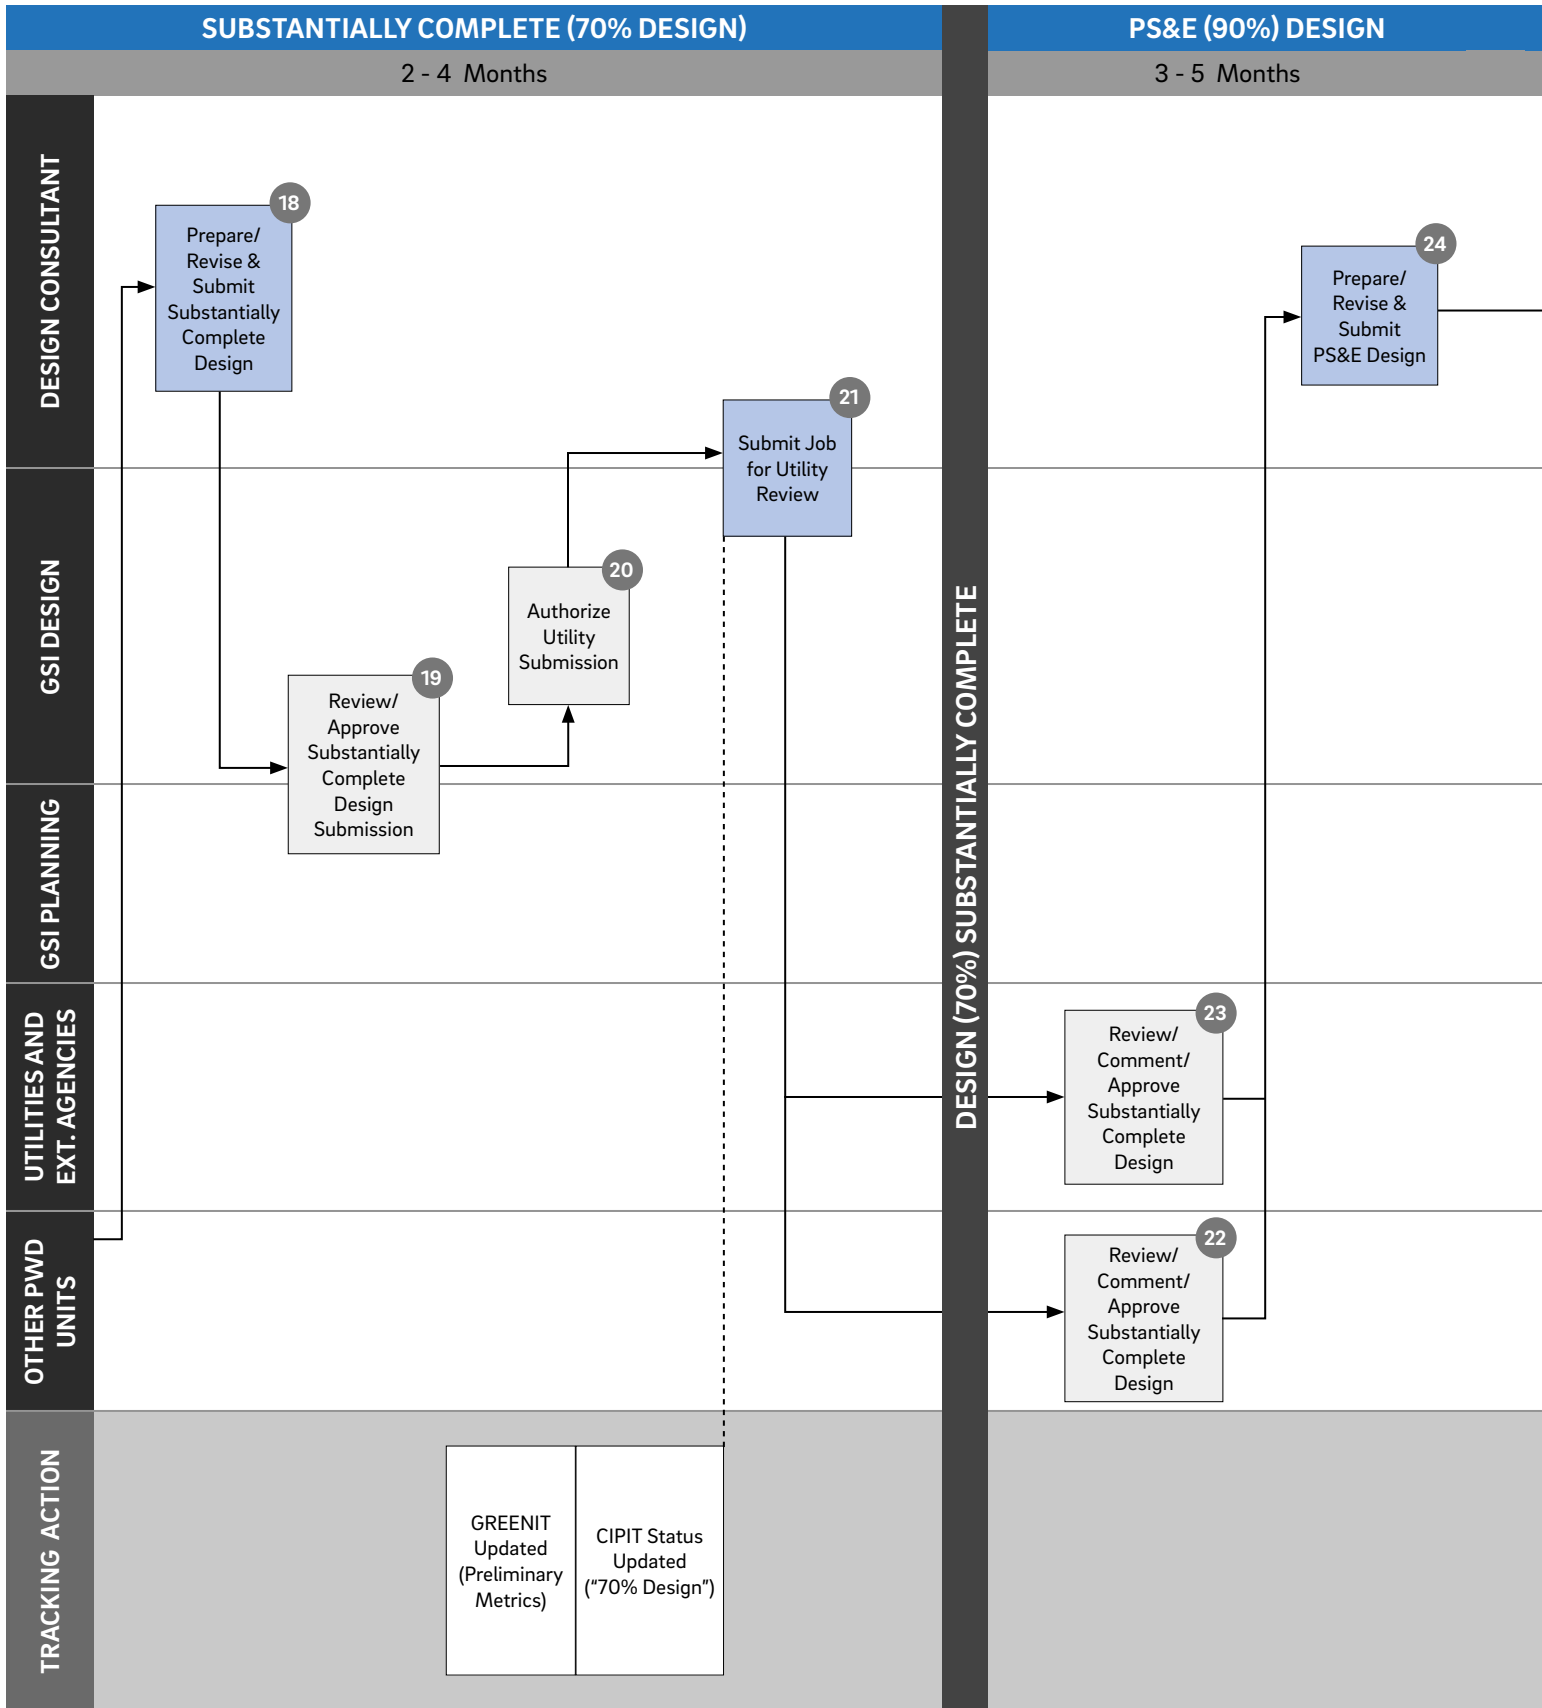 SUBSTANTIALLY COMPLETE (70% DESIGN)
PS&E (90%) DESIGN
2 - 4 Months
3 - 5 Months
DESIGN CONSULTANT
18
Prepare/
Revise &
Submit
Substantially
Complete
Design
24
Prepare/
Revise &
Submit
PS&E Design
21
Submit Job
for Utility
Review
GSI DESIGN
20
Authorize
Utility
Submission
19
Review/
Approve
Substantially
Complete
Design
Submission
DESIGN (70%) SUBSTANTIALLY COMPLETE
GSI PLANNING
UTILITIES AND
EXT. AGENCIES
23
Review/
Comment/
Approve
Substantially
Complete
Design
OTHER PWD
UNITS
22
Review/
Comment/
Approve
Substantially
Complete
Design
TRACKING ACTION
GREENIT
Updated
(Preliminary
Metrics)
CIPIT Status
Updated
("70% Design")